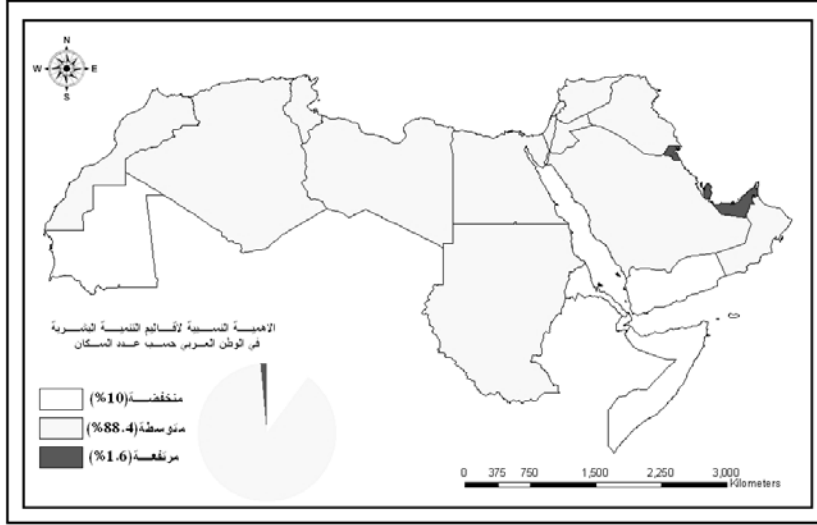 N
W E
S
الاهمية النسبية لأقاليم التنمية البشرية
في الوطن العربي حسب عدد السكان
منخفضة(10%)
متوسطة(88.4%)
مرتفعة(1.6%)
0 375 750 1,500 2,250 3,000
Kilometers